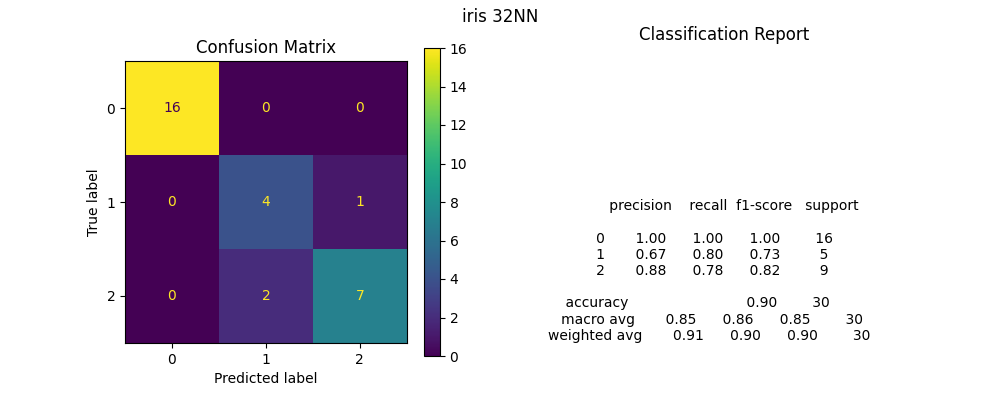 iris 32NN
Confusion Matrix
16 0 0
0 4 1
0 2 7
0
1
2
True label
0 1 2
Predicted label
16
14
12
10
8
6
4
2
0
Classification Report
precision recall f1-score support
0 1.00 1.00 1.00 16
1 0.67 0.80 0.73 5
2 0.88 0.78 0.82 9
accuracy 0.90 30
macro avg 0.85 0.86 0.85 30
weighted avg 0.91 0.90 0.90 30